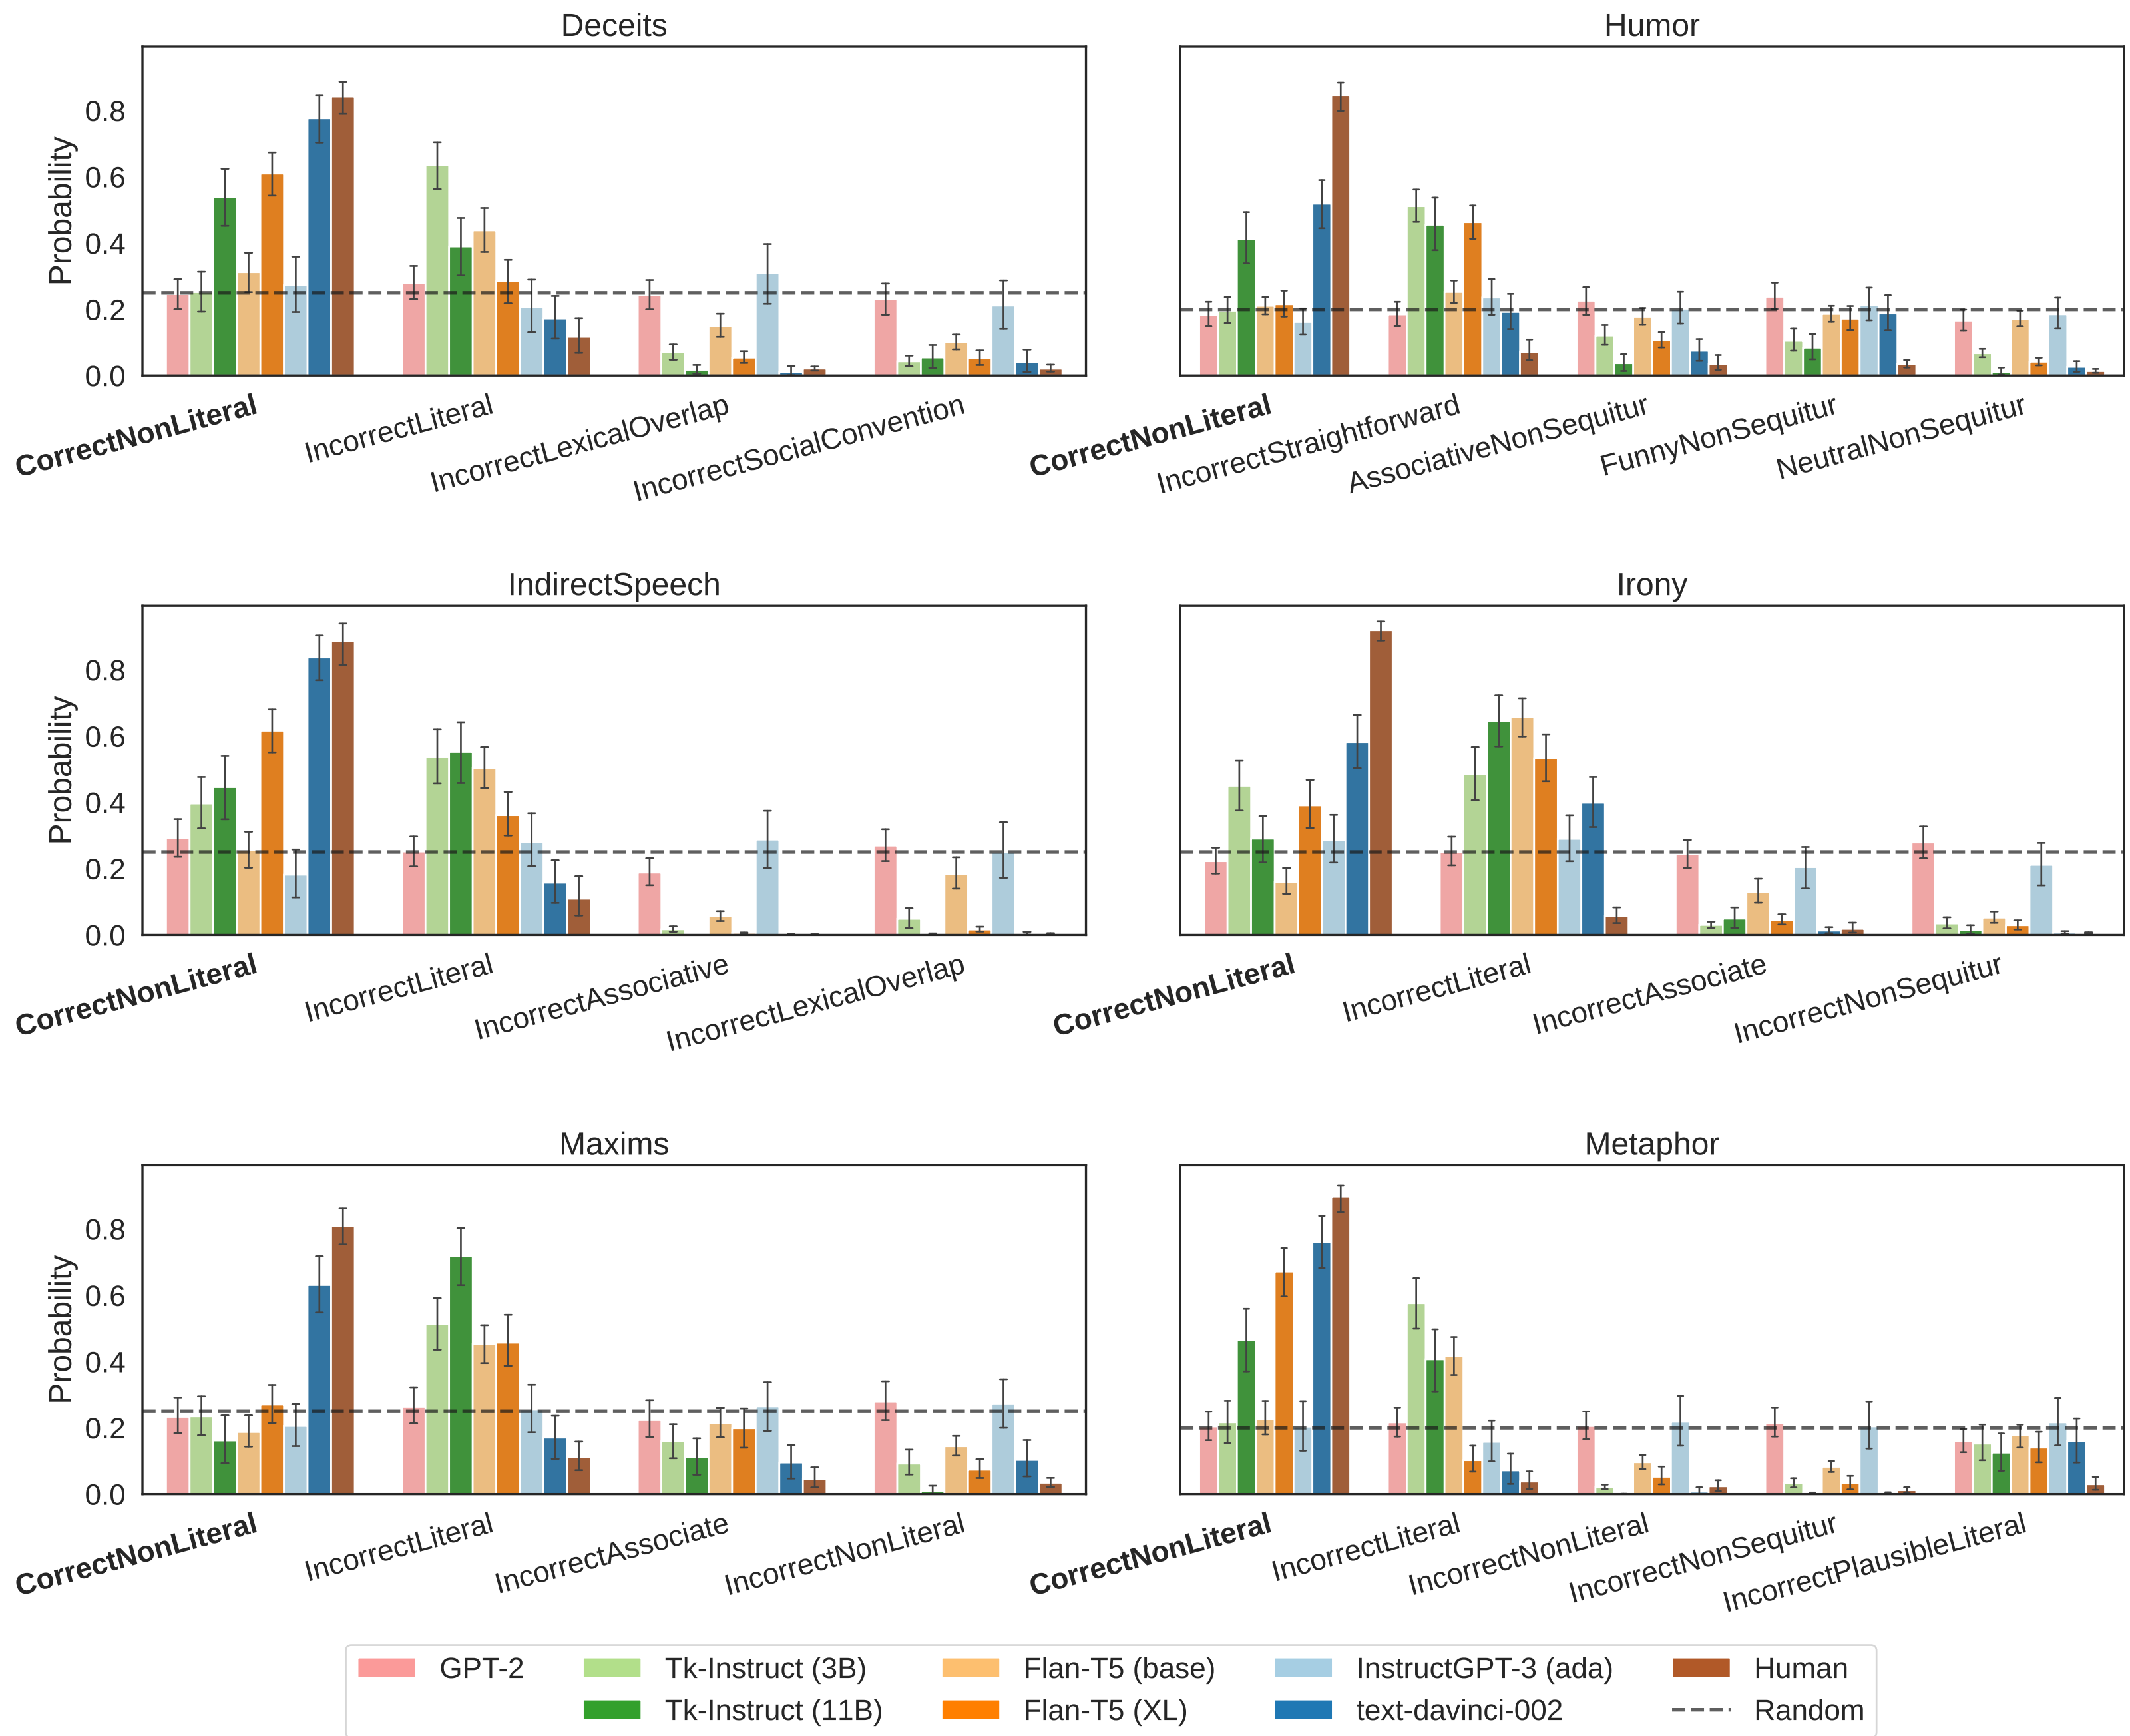 Deceits
Probability
0.8
0.6
0.4
0.2
0.0
CorrectNonLiteral
IncorrectLiteral
IncorrectLexicalOverlap
IncorrectSocialConvention
Humor
CorrectNonLiteral
IncorrectStraightforward
AssociativeNonSequitur
FunnyNonSequitur
NeutralNonSequitur
IndirectSpeech
Probability
0.8
0.6
0.4
0.2
0.0
CorrectNonLiteral
IncorrectLiteral
IncorrectAssociative
IncorrectLexicalOverlap
Irony
CorrectNonLiteral
IncorrectLiteral
IncorrectAssociate
IncorrectNonSequitur
Maxims
Probability
0.8
0.6
0.4
0.2
0.0
CorrectNonLiteral
IncorrectLiteral
IncorrectAssociate
IncorrectNonLiteral
Metaphor
CorrectNonLiteral
IncorrectLiteral
IncorrectNonLiteral
IncorrectNonSequitur
IncorrectPlausibleLiteral
GPT-2
Tk-Instruct (3B)
Tk-Instruct (11B)
Flan-T5 (base)
Flan-T5 (XL)
InstructGPT-3 (ada)
text-davinci-002
Human
Random